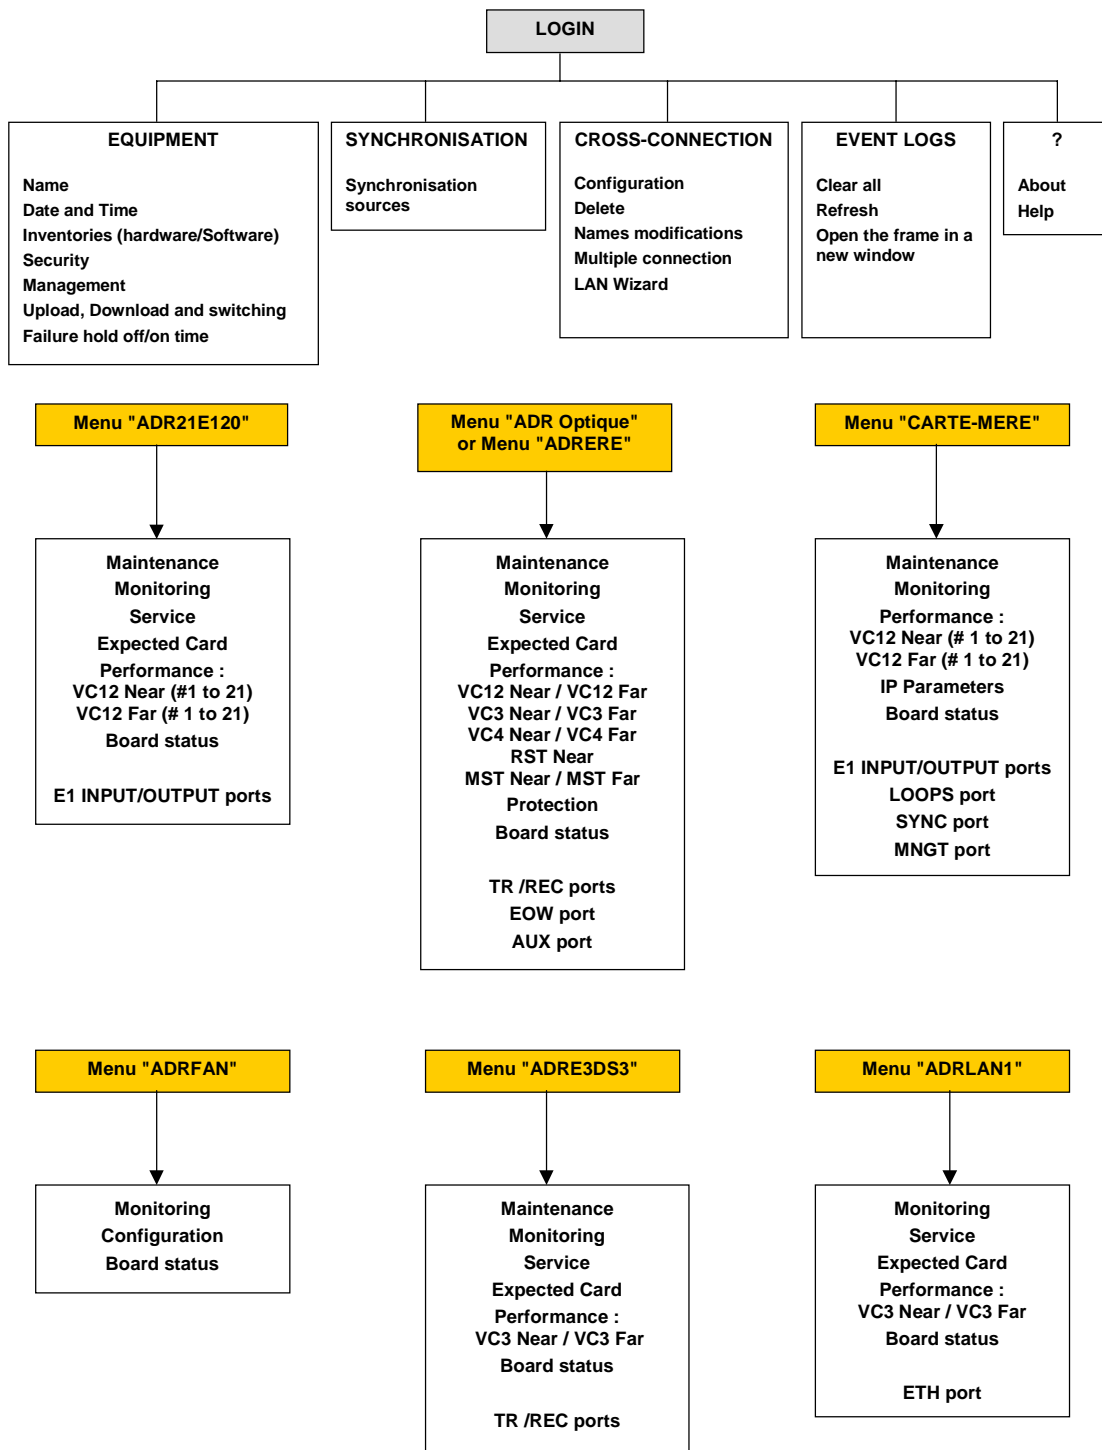 LOGIN
EQUIPMENT
Name
Date and Time
Inventories (hardware/Software)
Security
Management
Upload, Download and switching
Failure hold off/on time
SYNCHRONISATION
Synchronisation
sources
CROSS-CONNECTION
Configuration
Delete
Names modifications
Multiple connection
LAN Wizard
EVENT LOGS
Clear all
Refresh
Open the frame in a
new window
?
About
Help
Menu "ADR21E120"
Maintenance
Monitoring
Service
Expected Card
Performance :
VC12 Near (#1 to 21)
VC12 Far (# 1 to 21)
Board status
E1 INPUT/OUTPUT ports
Menu "ADR Optique"
or Menu "ADRERE"
Maintenance
Monitoring
Service
Expected Card
Performance :
VC12 Near / VC12 Far
VC3 Near / VC3 Far
VC4 Near / VC4 Far
RST Near
MST Near / MST Far
Protection
Board status
TR /REC ports
EOW port
AUX port
Menu "CARTE-MERE"
Maintenance
Monitoring
Performance :
VC12 Near (# 1 to 21)
VC12 Far (# 1 to 21)
IP Parameters
Board status
E1 INPUT/OUTPUT ports
LOOPS port
SYNC port
MNGT port
Menu "ADRFAN"
Monitoring
Configuration
Board status
Menu "ADRE3DS3"
Maintenance
Monitoring
Service
Expected Card
Performance :
VC3 Near / VC3 Far
Board status
TR /REC ports
Menu "ADRLAN1"
Monitoring
Service
Expected Card
Performance :
VC3 Near / VC3 Far
Board status
ETH port